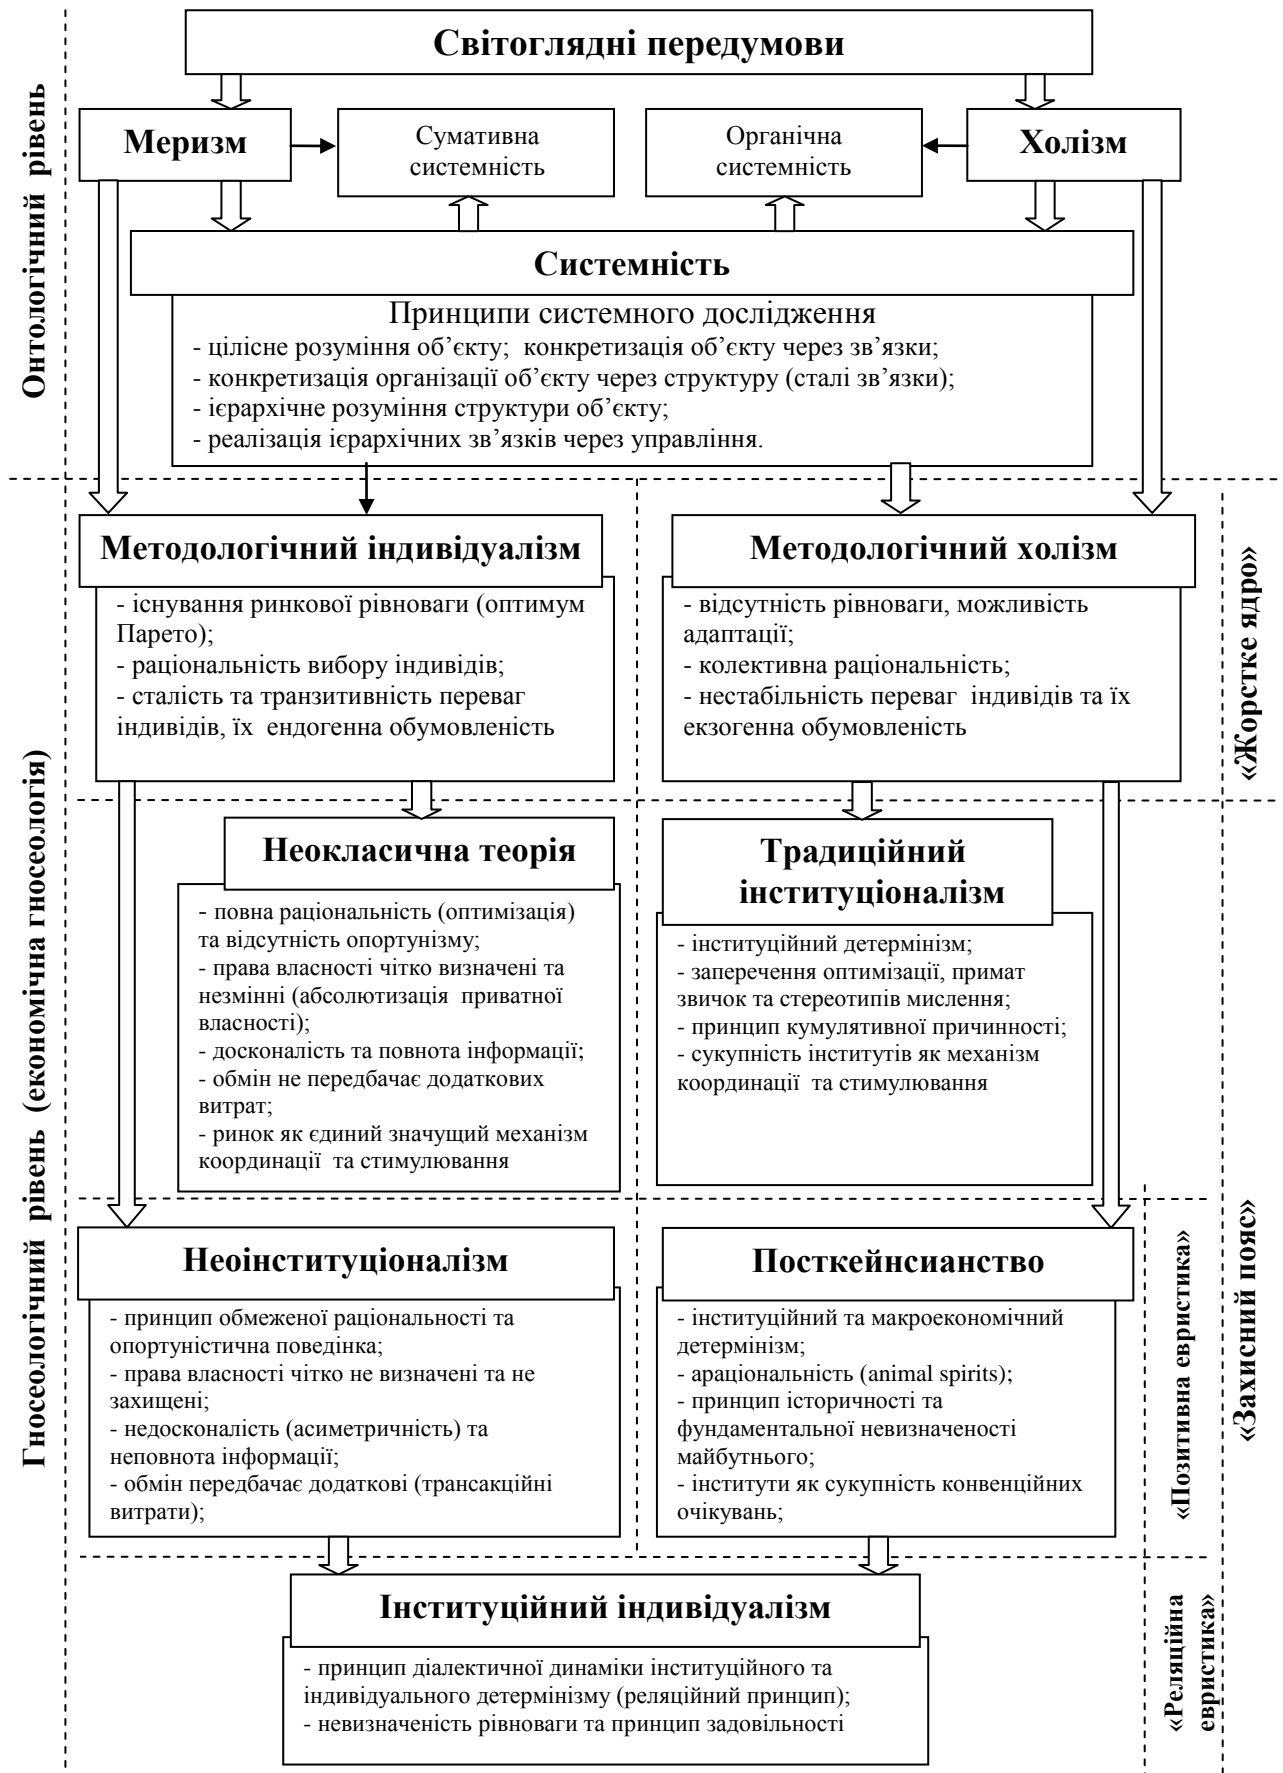 Світоглядні передумови
Онтологічний рівень
Меризм
Сумативна
системність
Органічна
системність
Холізм
Системність
Принципи системного дослідження
- цілісне розуміння об’єкту; конкретизація об’єкту через зв’язки;
- конкретизація організації об’єкту через структуру (сталі зв’язки);
- ієрархічне розуміння структури об’єкту;
- реалізація ієрархічних зв’язків через управління.
Гносеологічний рівень (економічна гносеологія)
Методологічний індивідуалізм
- існування ринкової рівноваги (оптимум
Парето);
- раціональність вибору індивідів;
- сталість та транзитивність переваг
індивідів, їх ендогенна обумовленість
Методологічний холізм
- відсутність рівноваги, можливість
адаптації;
- колективна раціональність;
- нестабільність переваг індивідів та їх
екзогенна обумовленість
«Жорстке ядро»
Неокласична теорія
- повна раціональність (оптимізація)
та відсутність опортунізму;
- права власності чітко визначені та
незмінні (абсолютизація приватної
власності);
- досконалість та повнота інформації;
- обмін не передбачає додаткових
витрат;
- ринок як єдиний значущий механізм
координації та стимулювання
Традиційний
інституціоналізм
- інституційний детермінізм;
- заперечення оптимізації, примат
звичок та стереотипів мислення;
- принцип кумулятивної причинності;
- сукупність інститутів як механізм
координації та стимулювання
«Захисний пояс»
Неоінституціоналізм
- принцип обмеженої раціональності та
опортуністична поведінка;
- права власності чітко не визначені та не
захищені;
- недосконалість (асиметричність) та
неповнота інформації;
- обмін передбачає додаткові (трансакційні
витрати);
Посткейнсианство
- інституційний та макроекономічний
детермінізм;
- араціональність (animal spirits);
- принцип історичності та
фундаментальної невизначеності
майбутнього;
- інститути як сукупність конвенційних
очікувань;
«Позитивна евристика»
Інституційний індивідуалізм
- принцип діалектичної динаміки інституційного та
індивідуального детермінізму (реляційний принцип);
- невизначеність рівноваги та принцип задовільності
«Реляційна
евристика»